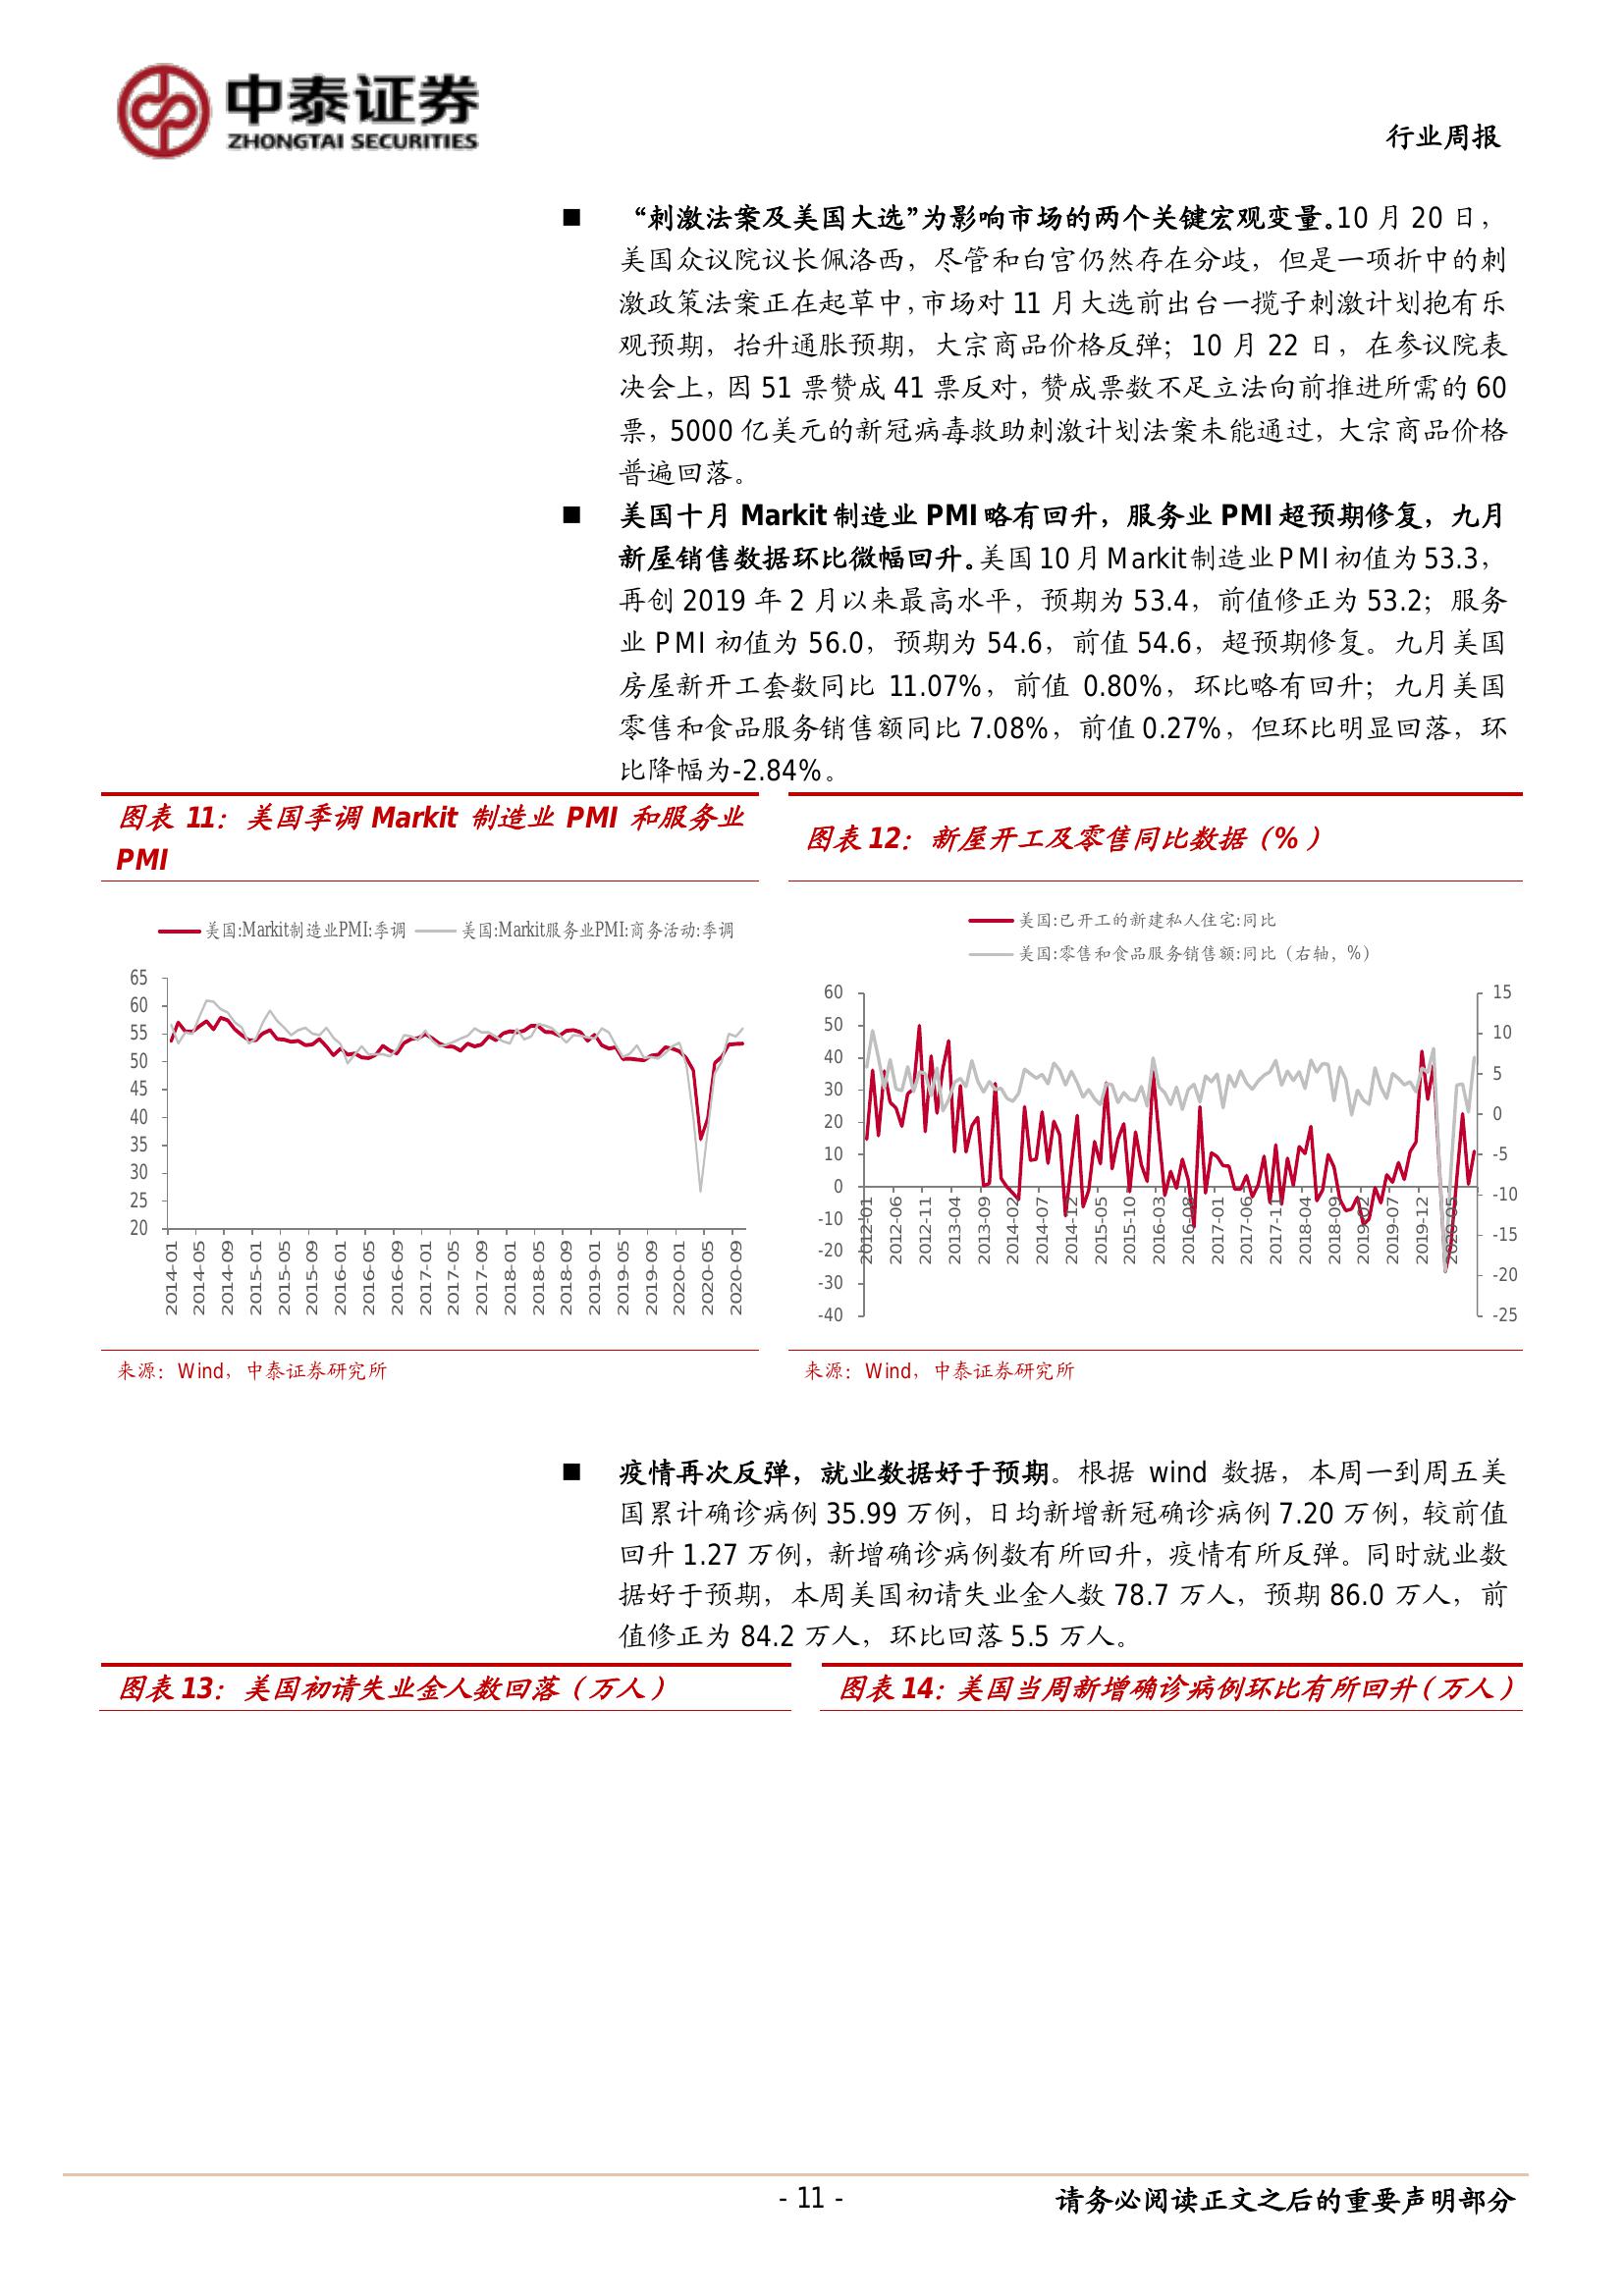 中泰证券
ZHONGTAI SECURITIES
行业周报
■ “刺激法案及美国大选”为影响市场的两个关键宏观变量。10 月 20 日，
美国众议院议长佩洛西，尽管和白宫仍然存在分歧，但是一项折中的刺
激政策法案正在起草中，市场对 11 月大选前出台一揽子刺激计划抱有乐
观预期，抬升通胀预期，大宗商品价格反弹；10 月 22 日，在参议院表
决会上，因 51 票赞成 41 票反对，赞成票数不足立法向前推进所需的 60
票，5000 亿美元的新冠病毒救助刺激计划法案未能通过，大宗商品价格
普遍回落。
■ 美国十月 Markit 制造业 PMI 略有回升，服务业 PMI 超预期修复，九月
新屋销售数据环比微幅回升。美国 10 月 Markit 制造业 PMI 初值为 53.3，
再创 2019 年 2 月以来最高水平，预期为 53.4，前值修正为 53.2；服务
业 PMI 初值为 56.0，预期为 54.6，前值 54.6，超预期修复。九月美国
房屋新开工套数同比 11.07%，前值 0.80%，环比略有回升；九月美国
零售和食品服务销售额同比 7.08%，前值 0.27%，但环比明显回落，环
比降幅为-2.84%。
图表 11：美国季调 Markit 制造业 PMI 和服务业
PMI
美国:Markit制造业PMI:季调 美国:Markit服务业PMI:商务活动:季调
65
60
55
50
45
40
35
30
25
20
2014-01 2014-05 2014-09 2015-01 2015-05 2015-09 2016-01 2016-05 2016-09 2017-01 2017-05 2017-09 2018-01 2018-05 2018-09 2019-01 2019-05 2019-09 2020-01 2020-05 2020-09
来源：Wind，中泰证券研究所
图表 12：新屋开工及零售同比数据（%）
美国:已开工的新建私人住宅:同比
美国:零售和食品服务销售额:同比（右轴，%）
60 15
50 10
40 5
30 0
20 -5
10 -10
0 -15
-10 -20
-20 -25
-30
-40
2012-01 2012-06 2012-11 2013-04 2013-09 2014-02 2014-07 2014-12 2015-05 2015-10 2016-03 2016-08 2017-01 2017-06 2017-11 2018-04 2018-09 2019-02 2019-07 2019-12 2020-05
来源：Wind，中泰证券研究所
■ 疫情再次反弹，就业数据好于预期。根据 wind 数据，本周一到周五美
国累计确诊病例 35.99 万例，日均新增新冠确诊病例 7.20 万例，较前值
回升 1.27 万例，新增确诊病例数有所回升，疫情有所反弹。同时就业数
据好于预期，本周美国初请失业金人数 78.7 万人，预期 86.0 万人，前
值修正为 84.2 万人，环比回落 5.5 万人。
图表 13：美国初请失业金人数回落（万人）
图表 14：美国当周新增确诊病例环比有所回升（万人）
- 11 -
请务必阅读正文之后的重要声明部分